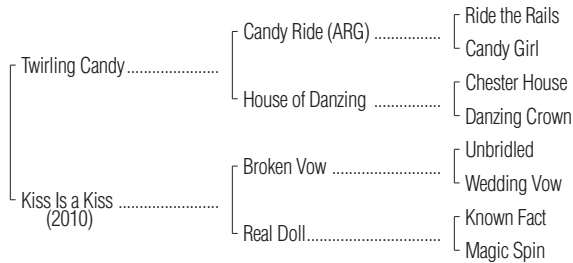 Ride the Rails
Candy Ride (ARG) ................
Candy Girl
Twirling Candy ......................
Chester House
House of Danzing ................
Danzing Crown
Unbridled
Broken Vow ..........................
Wedding Vow
Kiss Is a Kiss ........................
(2010)
Known Fact
Real Doll................................
Magic Spin